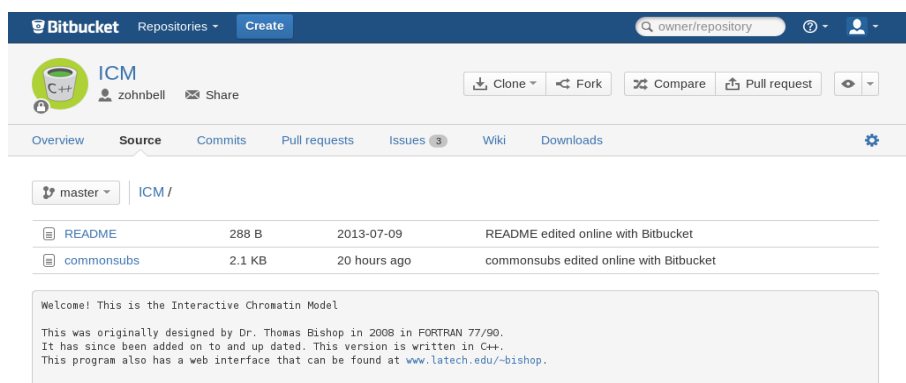 Bitbucket Repositories Create owner/repository
C++ ICM
zohnbell Share Clone Fork Compare Pull request
Overview Source Commits Pull requests Issues 3 Wiki Downloads
master ICM /
README 288 B 2013-07-09 README edited online with Bitbucket
commonsubs 2.1 KB 20 hours ago commonsubs edited online with Bitbucket
Welcome! This is the Interactive Chromatin Model
This was originally designed by Dr. Thomas Bishop in 2008 in FORTRAN 77/90.
It has since been added on to and up dated. This version is written in C++.
This program also has a web interface that can be found at www.latech.edu/~bishop.